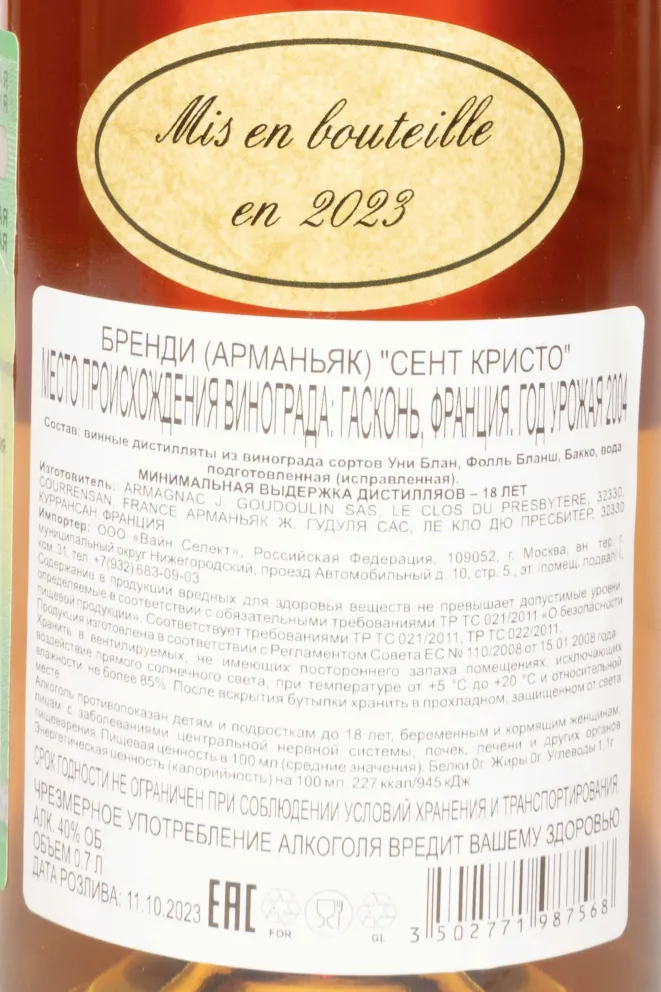 Mis en bouteille
en 2023
БРЕНДИ (АРМАНЬЯК) "СЕНТ КРИСТО"
МЕСТО ПРОИСХОЖДЕНИЯ ВИНОГРАДА: ГАСКОНЬ, ФРАНЦИЯ. ГОД УРОЖАЯ 2004
Состав: винные дистилляты из винограда сортов Уни Блан, Фолль Бланш, Бакко, вода
подготовленная (исправленная).
МИНИМАЛЬНАЯ ВЫДЕРЖКА ДИСТИЛЛЯОВ – 18 ЛЕТ
Изготовитель: ARMAGNAC J. GOUDOULIN SAS, LE CLOS DU PRESBYTERE, 32330,
COURRENSAN, FRANCE АРМАНЬЯК Ж. ГУДУЛЯ САС, ЛЕ КЛО ДЮ ПРЕСБИТЕР, 32330
КУРРАНСАН, ФРАНЦИЯ
Импортер: ООО «Вайн Селект», Российская Федерация, 109052, г. Москва, вн. тер. г.
муниципальный округ Нижегородский, проезд Автомобильный д. 10, стр. 5., эт./помещ. подвал/I,
ком. 31, тел. +7(932)683-09-03
Содержание в продукции вредных для здоровья веществ не превышает допустимые уровни,
определяемые в соответствии с обязательными требованиями ТР ТС 021/2011 «О безопасности
пищевой продукции». Соответствует требованиями ТР ТС 021/2011, ТР ТС 022/2011.
Продукция изготовлена в соответствии с Регламентом Совета ЕС № 110/2008 от 15.01.2008 года.
Хранить в вентилируемых, не имеющих постороннего запаха помещениях, исключающих
воздействие прямого солнечного света, при температуре от +5 °C до +20 °C и относительной
влажности не более 85%. После вскрытия бутылки хранить в прохладном, защищенном от света
месте.
Алкоголь противопоказан детям и подросткам до 18 лет, беременным и кормящим женщинам,
лицам с заболеваниями центральной нервной системы, почек, печени и других органов
пищеварения. Пищевая ценность в 100 мл (средние значения). Белки 0г. Жиры 0г. Углеводы 1,1г.
Энергетическая ценность (калорийность) на 100 мл. 227 ккал/945 кДж
СРОК ГОДНОСТИ НЕ ОГРАНИЧЕН ПРИ СОБЛЮДЕНИИ УСЛОВИЙ ХРАНЕНИЯ И ТРАНСПОРТИРОВАНИЯ.
ЧРЕЗМЕРНОЕ УПОТРЕБЛЕНИЕ АЛКОГОЛЯ ВРЕДИТ ВАШЕМУ ЗДОРОВЬЮ
АЛК. 40% ОБ.
ОБЪЕМ 0.7 Л
ДАТА РОЗЛИВА: 11.10.2023
EAC
FOR
GL
3 502771 987568